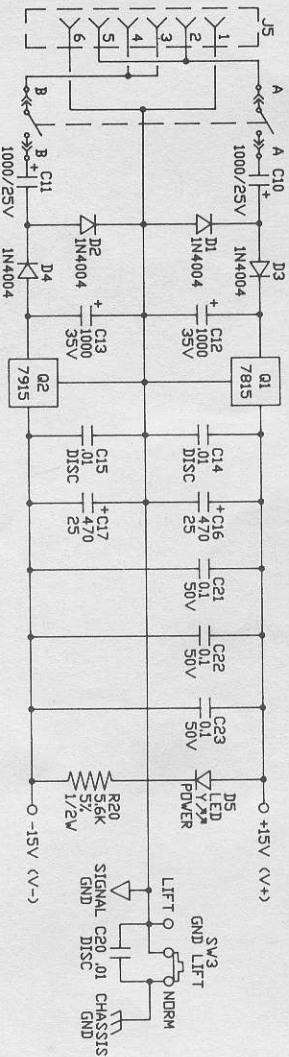 J5
1
2
3
4
5
6
A
A
B
B
C10
1000/25V
+
C11
1000/25V
+
D3
1N4004
D1
1N4004
D2
1N4004
D4
1N4004
+
C12
1000
35V
+
C13
1000
35V
Q1
7815
Q2
7915
C14
.01
DISC
C15
.01
DISC
+
C16
470
25
+
C17
470
25
C21
0.1
50V
C22
0.1
50V
C23
0.1
50V
D5
LED
Y
POWER
R20
5.6K
5%
1/2W
+15V (V+)
-15V (V-)
SW3
GND LIFT
LIFT
NORM
C20 .01
DISC
SIGNAL
GND
CHASSIS
GND